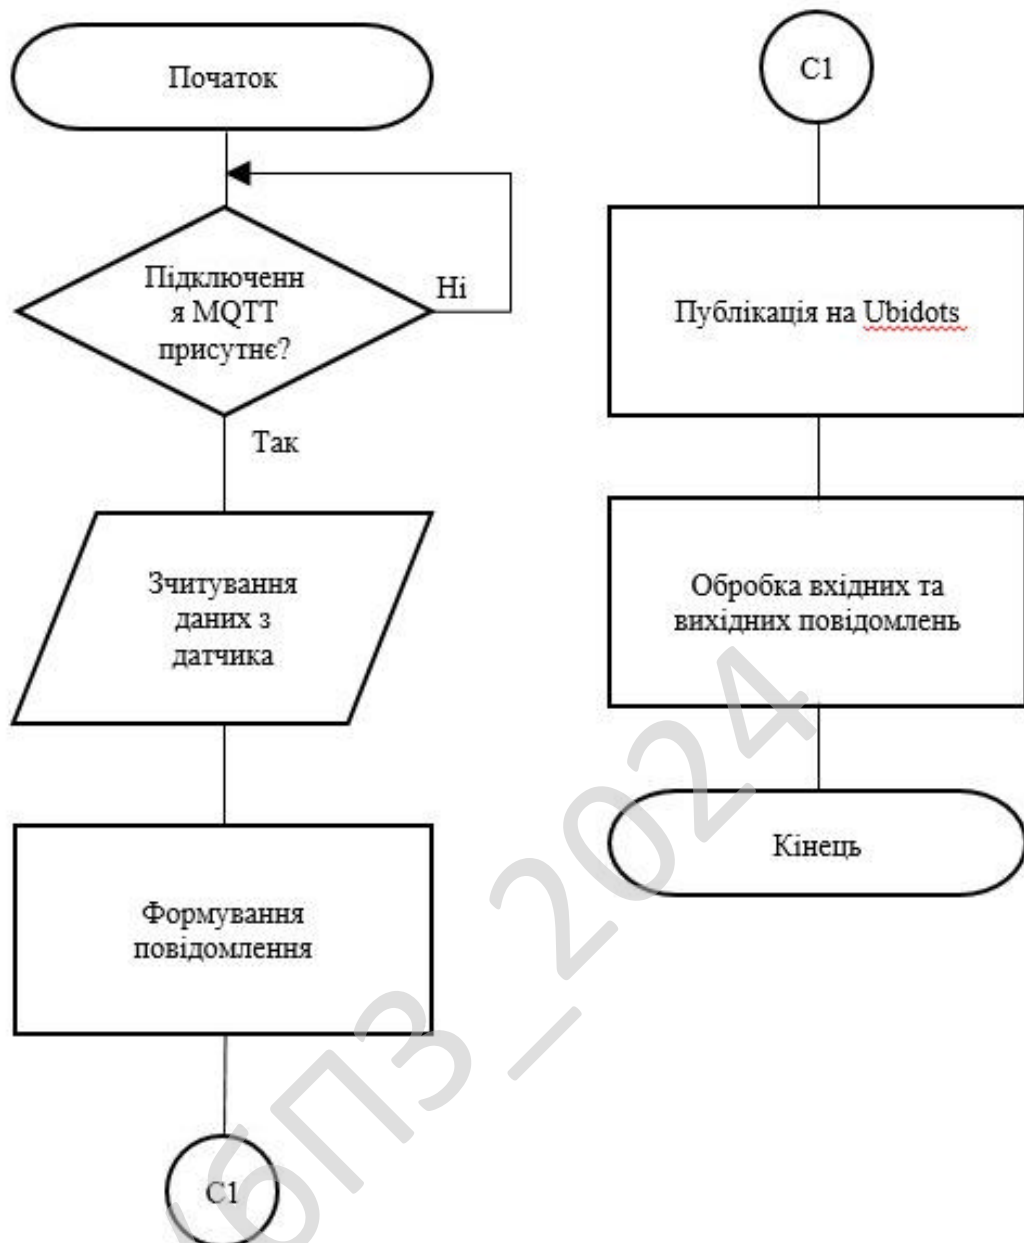 Початок
Підключенн
я MQTT
присутнє?
Ні
Так
Зчитування
даних з
датчика
Формування
повідомлення
C1
C1
Публікація на Ubidots
Обробка вхідних та
вихідних повідомлень
Кінець
бПЗ_2024